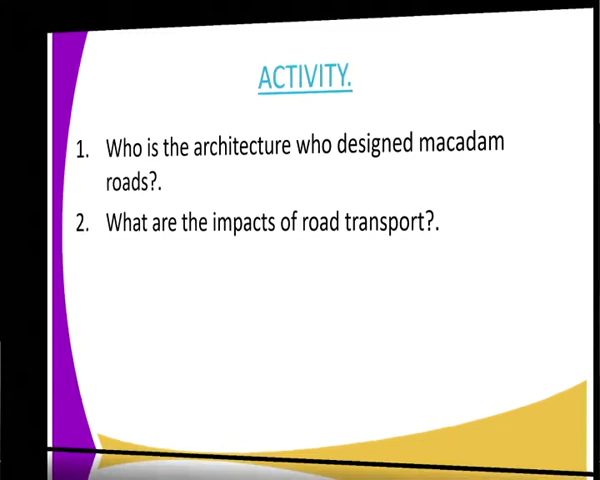 ACTIVITY.
1. Who is the architecture who designed macadam
roads?.
2. What are the impacts of road transport?.